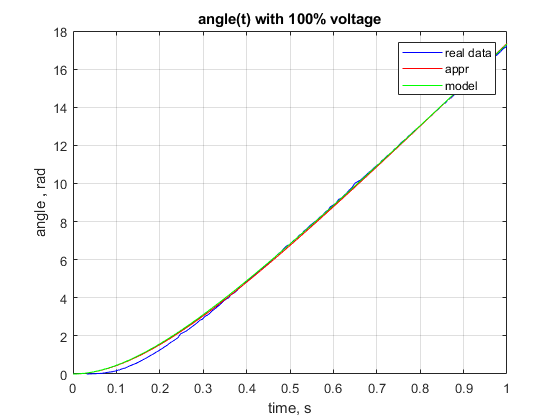 angle(t) with 100% voltage
18
16
14
12
10
8
6
4
2
0
angle , rad
real data
appr
model
0 0.1 0.2 0.3 0.4 0.5 0.6 0.7 0.8 0.9 1
time, s